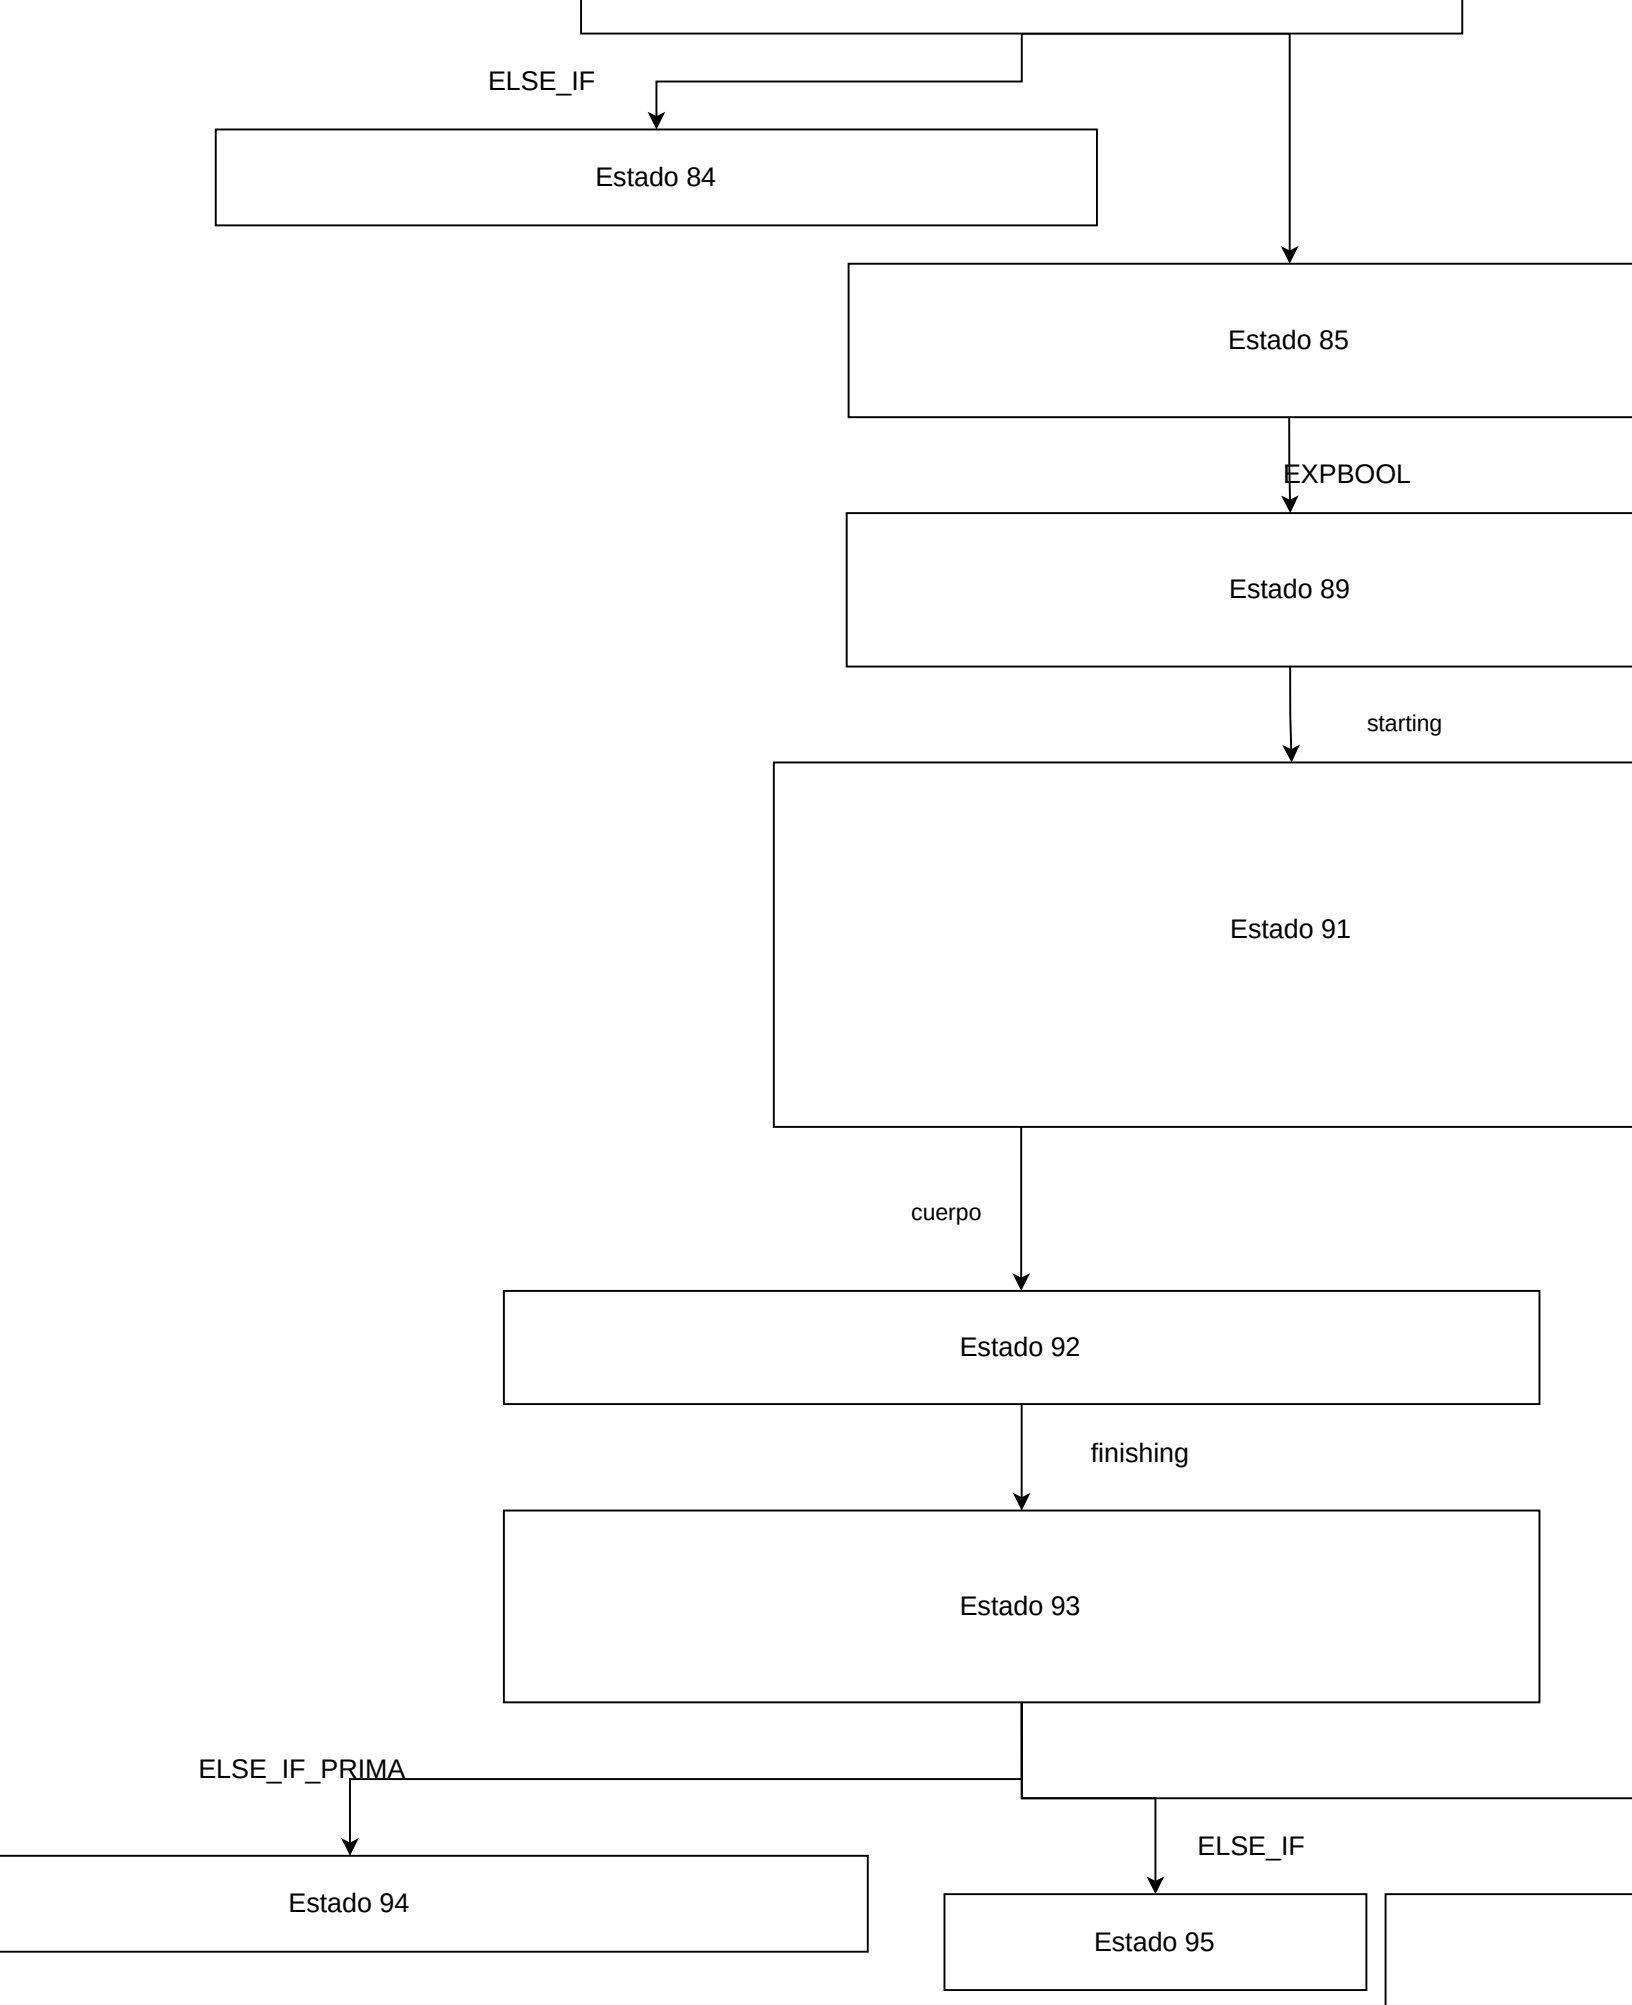 ELSE_IF
Estado 84
Estado 85
EXPBOOL
Estado 89
starting
Estado 91
cuerpo
Estado 92
finishing
Estado 93
ELSE_IF_PRIMA
ELSE_IF
Estado 94
Estado 95